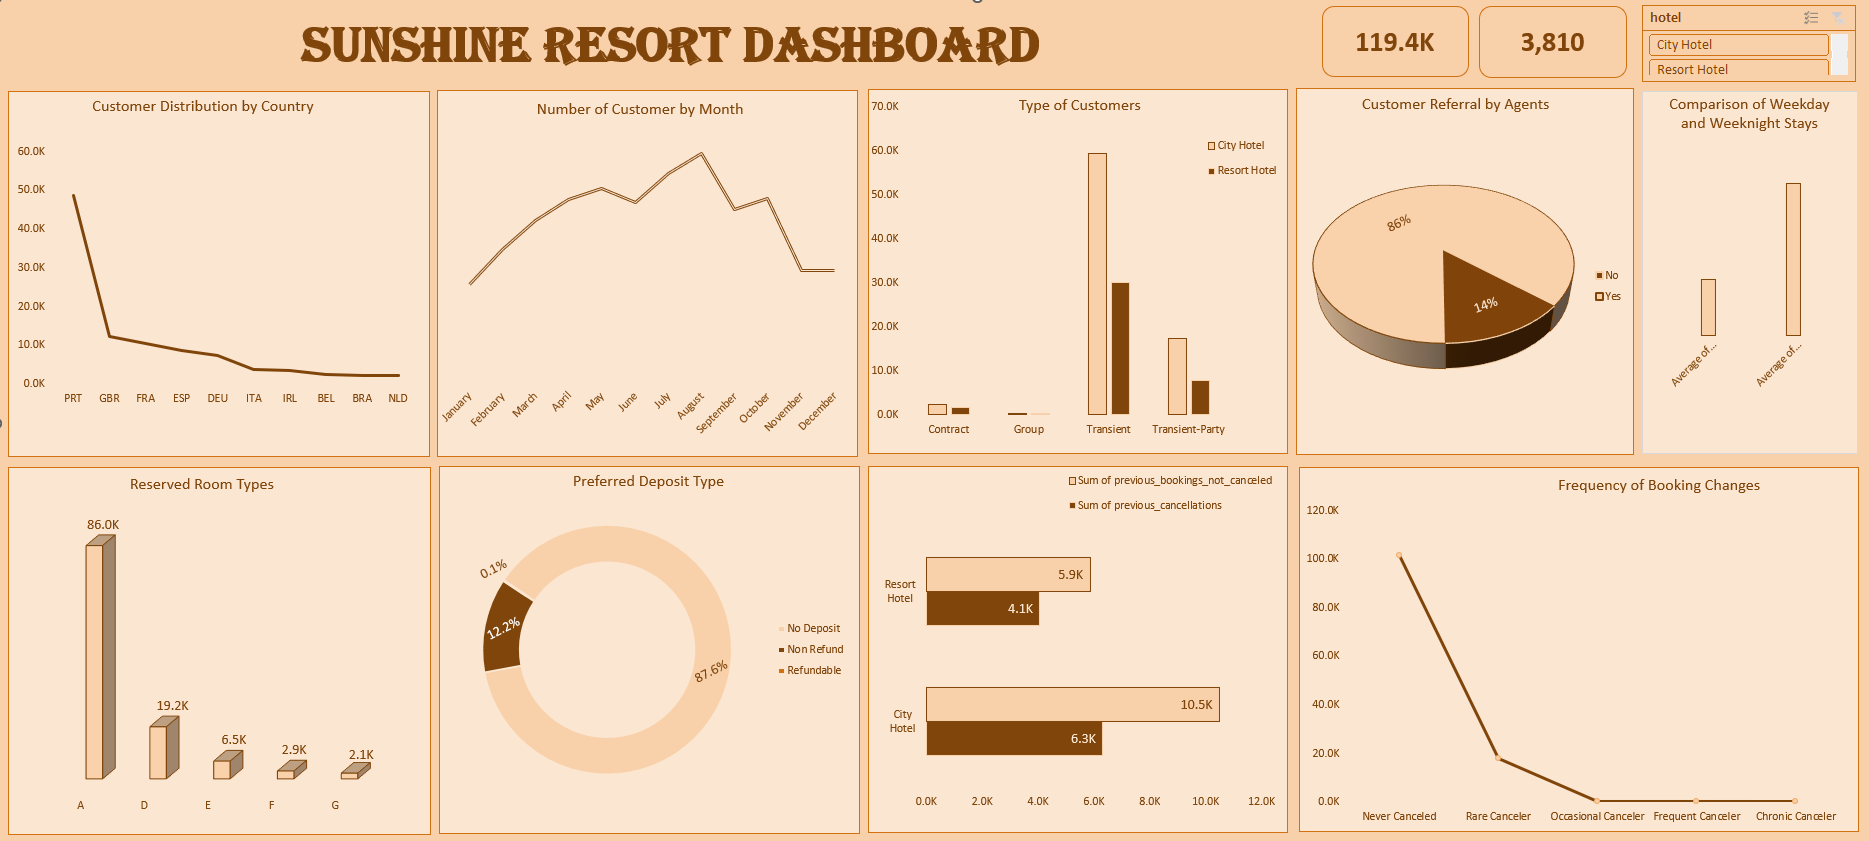 SUNSHINE RESORT DASHBOARD
119.4K
3,810
hotel
City Hotel
Resort Hotel
Customer Distribution by Country
60.0K
50.0K
40.0K
30.0K
20.0K
10.0K
0.0K
PRT GBR FRA ESP DEU ITA IRL BEL BRA NLD
Number of Customer by Month
January February March April May June July August September October November December
Type of Customers
70.0K
60.0K
50.0K
40.0K
30.0K
20.0K
10.0K
0.0K
City Hotel
Resort Hotel
Contract Group Transient Transient-Party
Customer Referral by Agents
86%
14%
No
Yes
Comparison of Weekday
and Weeknight Stays
Average of...
Average of...
Reserved Room Types
86.0K
19.2K
6.5K
2.9K
2.1K
A D E F G
Preferred Deposit Type
0.1%
12.2%
87.6%
No Deposit
Non Refund
Refundable
Sum of previous_bookings_not_canceled
Sum of previous_cancellations
Resort
Hotel
5.9K
4.1K
City
Hotel
10.5K
6.3K
0.0K 2.0K 4.0K 6.0K 8.0K 10.0K 12.0K
Frequency of Booking Changes
120.0K
100.0K
80.0K
60.0K
40.0K
20.0K
0.0K
Never Canceled Rare Canceler Occasional Canceler Frequent Canceler Chronic Canceler